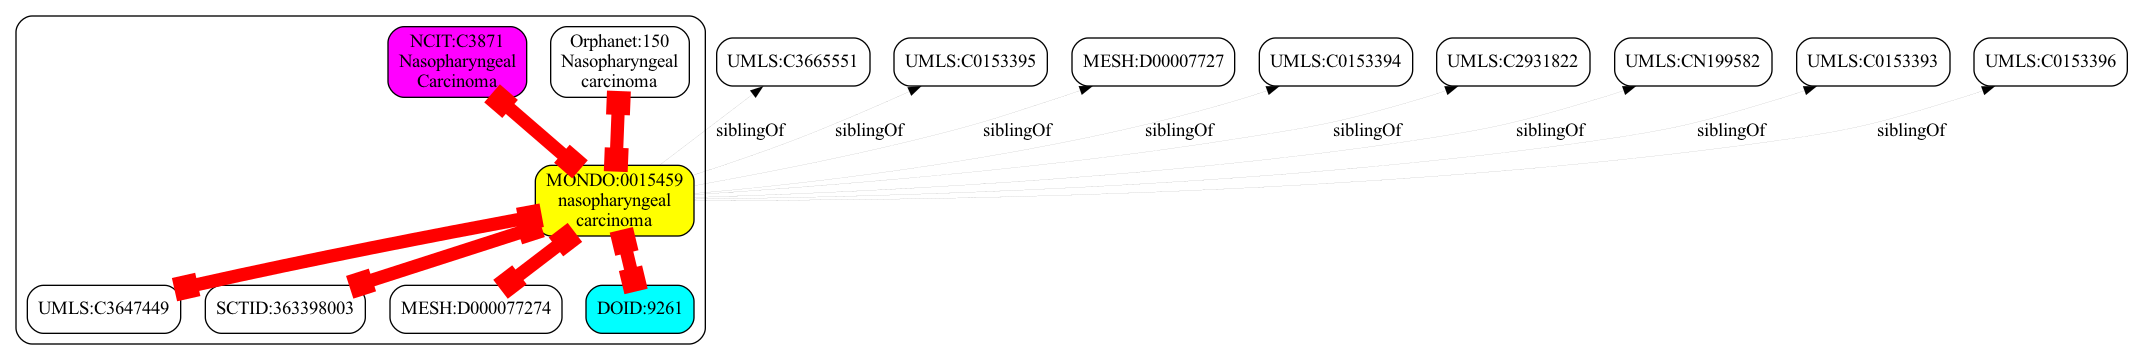 NCIT:C3871
Nasopharyngeal
Carcinoma
Orphanet:150
Nasopharyngeal
carcinoma
UMLS:C3665551
UMLS:C0153395
MESH:D00007727
UMLS:C0153394
UMLS:C2931822
UMLS:CN199582
UMLS:C0153393
UMLS:C0153396
siblingOf
siblingOf
siblingOf
siblingOf
siblingOf
siblingOf
siblingOf
siblingOf
MONDO:0015459
nasopharyngeal
carcinoma
UMLS:C3647449
SCTID:363398003
MESH:D000077274
DOID:9261